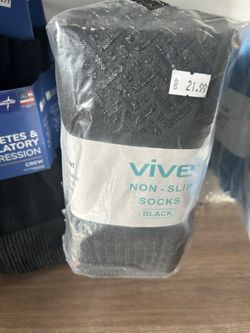 21.99
vive
NON-SLIP
SOCKS
BLACK
ETES &
LATORY
RESSION
CREW